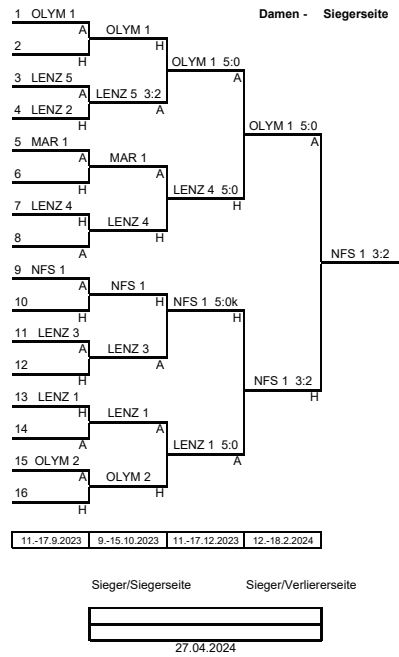 Damen - Siegerseite
1 OLYM 1
A OLYM 1
2 H
H OLYM 1 5:0
3 LENZ 5 A
A LENZ 5 3:2
4 LENZ 2 A
H OLYM 1 5:0
5 MAR 1 A
A MAR 1
6 A
H LENZ 4 5:0
7 LENZ 4 H
H LENZ 4
8 H
A NFS 1 3:2
9 NFS 1
A NFS 1
10 H NFS 1 5:0k
H H
11 LENZ 3
A LENZ 3
12 A
H NFS 1 3:2
13 LENZ 1 H
H LENZ 1
14 A
A LENZ 1 5:0
15 OLYM 2 A
A OLYM 2
16 H
H
11.-17.9.2023 9.-15.10.2023 11.-17.12.2023 12.-18.2.2024
Sieger/Siegerseite Sieger/Verliererseite
27.04.2024